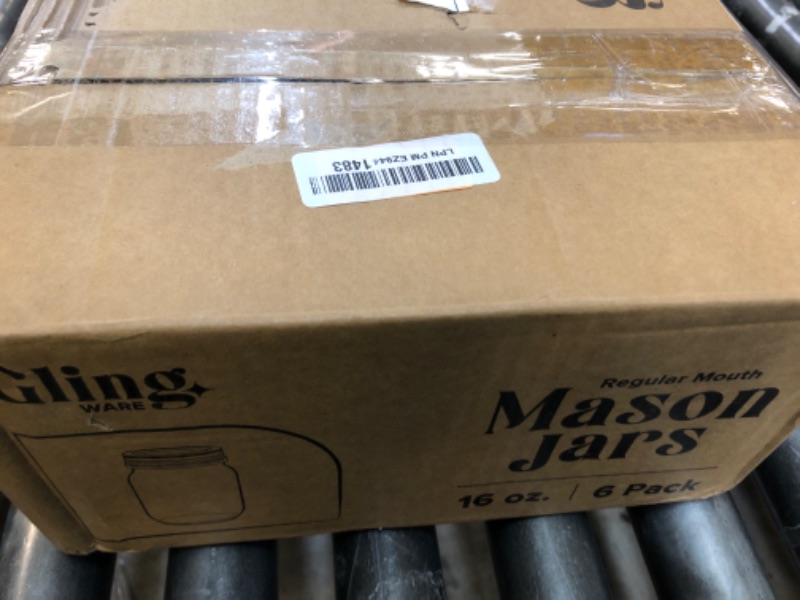 LPN PM EZ944 1483
Gling
WARE
Regular Mouth
Mason
Jars
16 oz. | 6 Pack